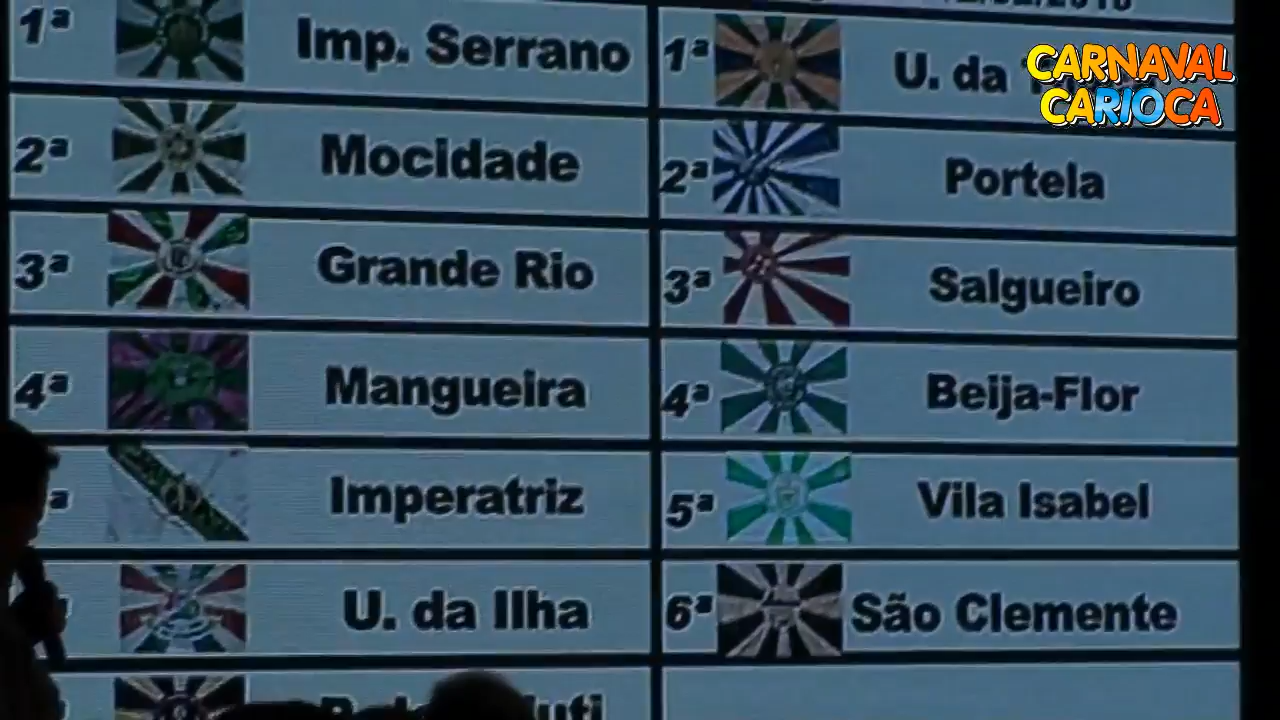 1ª Imp. Serrano
2ª Mocidade
3ª Grande Rio
4ª Mangueira
ª Imperatriz
U. da Ilha
1ª U. da
2ª Portela
3ª Salgueiro
4ª Beija-Flor
5ª Vila Isabel
6ª São Clemente
CARNAVAL
CARIOCA